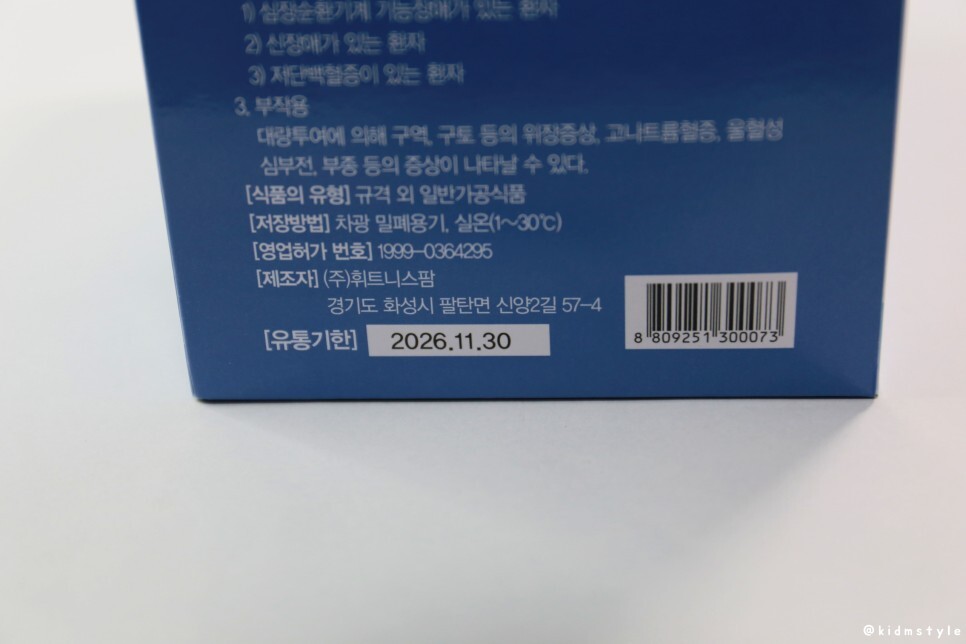 1) 심장순환기계 기능장애가 있는 환자
2) 신장애가 있는 환자
3) 저단백혈증이 있는 환자
3. 부작용
대량투여에 의해 구역, 구토 등의 위장증상, 고나트륨혈증, 울혈성
심부전, 부종 등의 증상이 나타날 수 있다.
[식품의 유형] 규격 외 일반가공식품
[저장방법] 차광 밀폐용기, 실온(1~30℃)
[영업허가 번호] 1999-0364295
[제조자] (주)휘트니스팜
경기도 화성시 팔탄면 신양2길 57-4
[유통기한] 2026.11.30
8 809251 300073
@kidmstyle